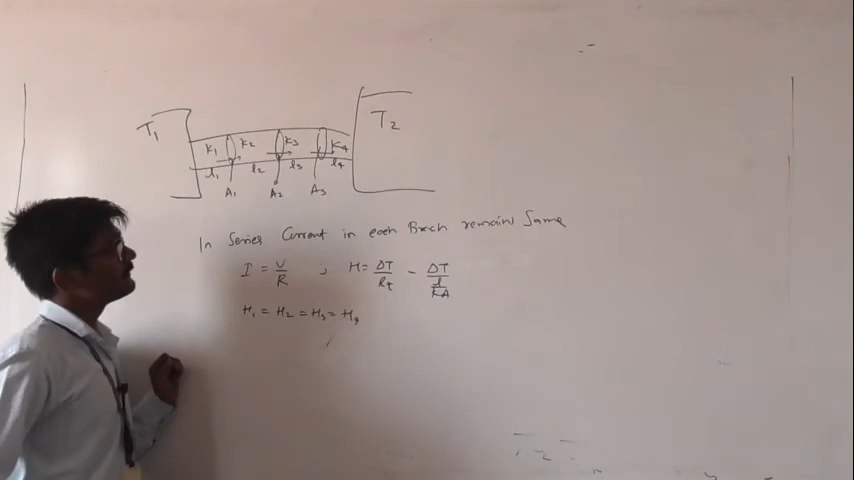 T₁
T₂
K₁ K₂ K₃ K₄
l₁ l₂ l₃ l₄
A₁ A₂ A₃
In Series Current in each Brech remain Same
I = V/R ; H = ΔT/Rt - ΔT/(l/KA)
H₁ = H₂ = H₃ = H₄